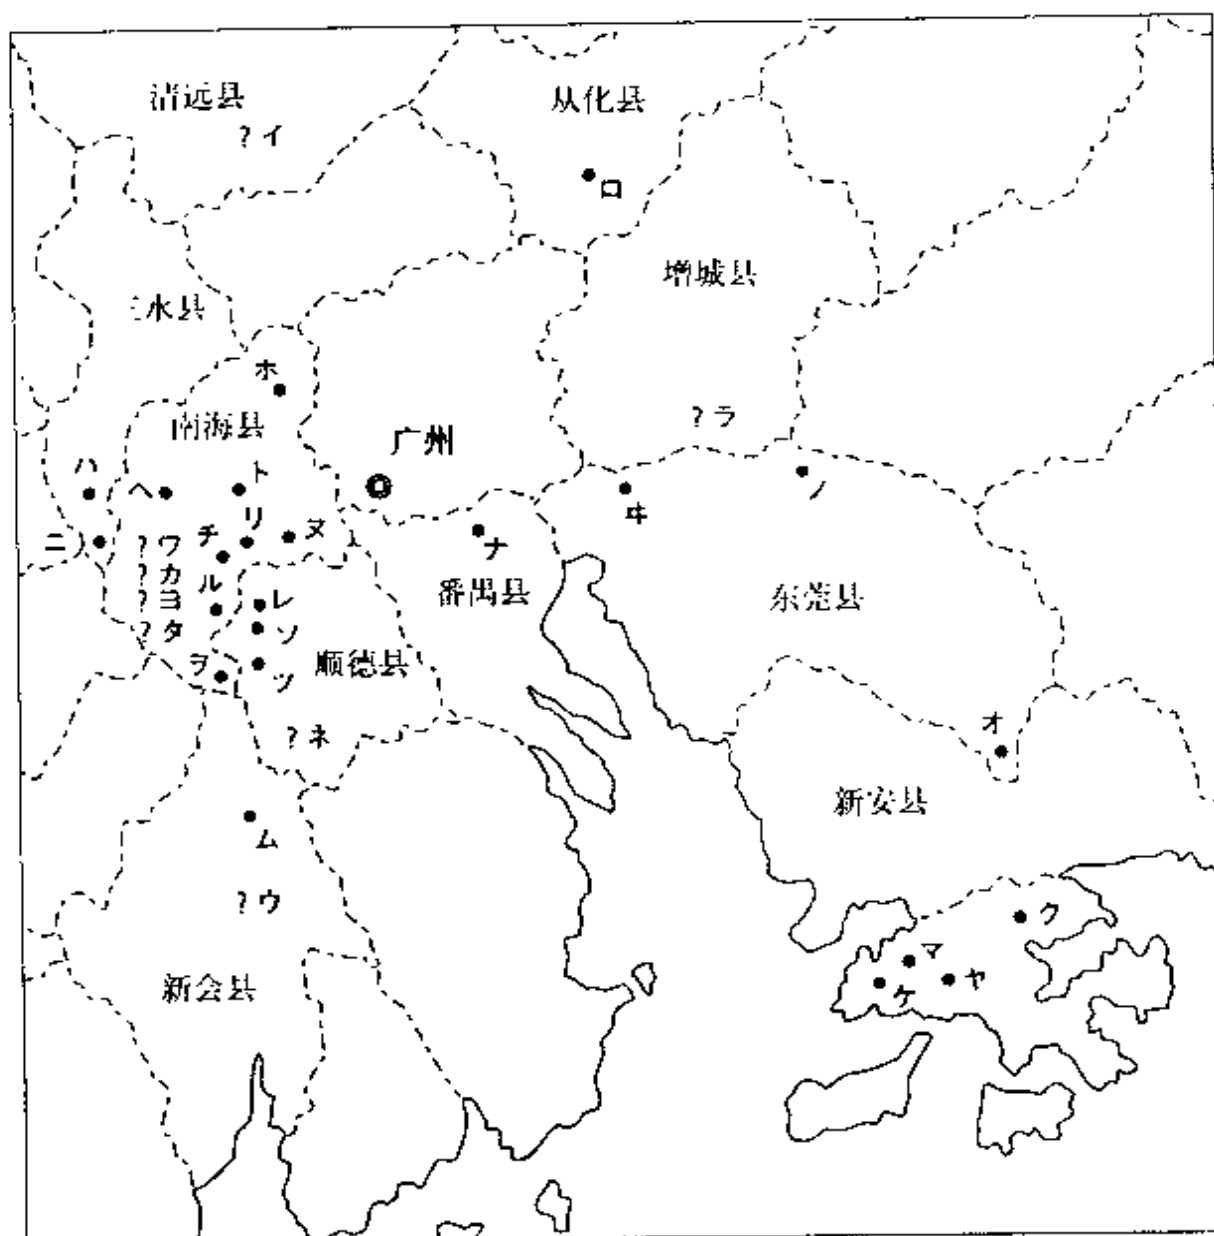 清远县
从化县
?イ
ロ
增城县
三水县
ホ
南海县
?ラ
广州
ハ
ヘ
ト
ノ
ヰ
リ
ニ
?ワ
チ
ヌ
ナ
?カ
ル
番禺县
东莞县
?ヨ
レ
?タ
ソ
ヲ
ツ
顺德县
?ネ
オ
新安县
ム
?ウ
ク
マ
ヤ
ケ
新会县